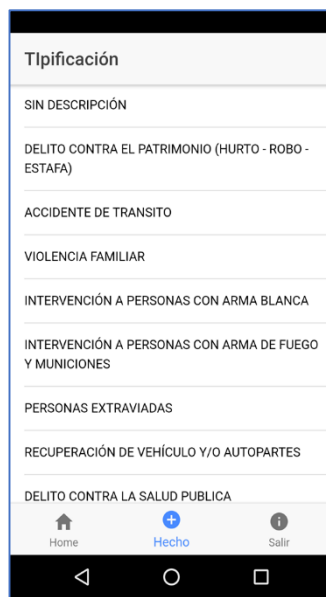 TIpificación
SIN DESCRIPCIÓN
DELITO CONTRA EL PATRIMONIO (HURTO - ROBO -
ESTAFA)
ACCIDENTE DE TRANSITO
VIOLENCIA FAMILIAR
INTERVENCIÓN A PERSONAS CON ARMA BLANCA
INTERVENCIÓN A PERSONAS CON ARMA DE FUEGO
Y MUNICIONES
PERSONAS EXTRAVIADAS
RECUPERACIÓN DE VEHÍCULO Y/O AUTOPARTES
DELITO CONTRA LA SALUD PUBLICA
Home Hecho Salir